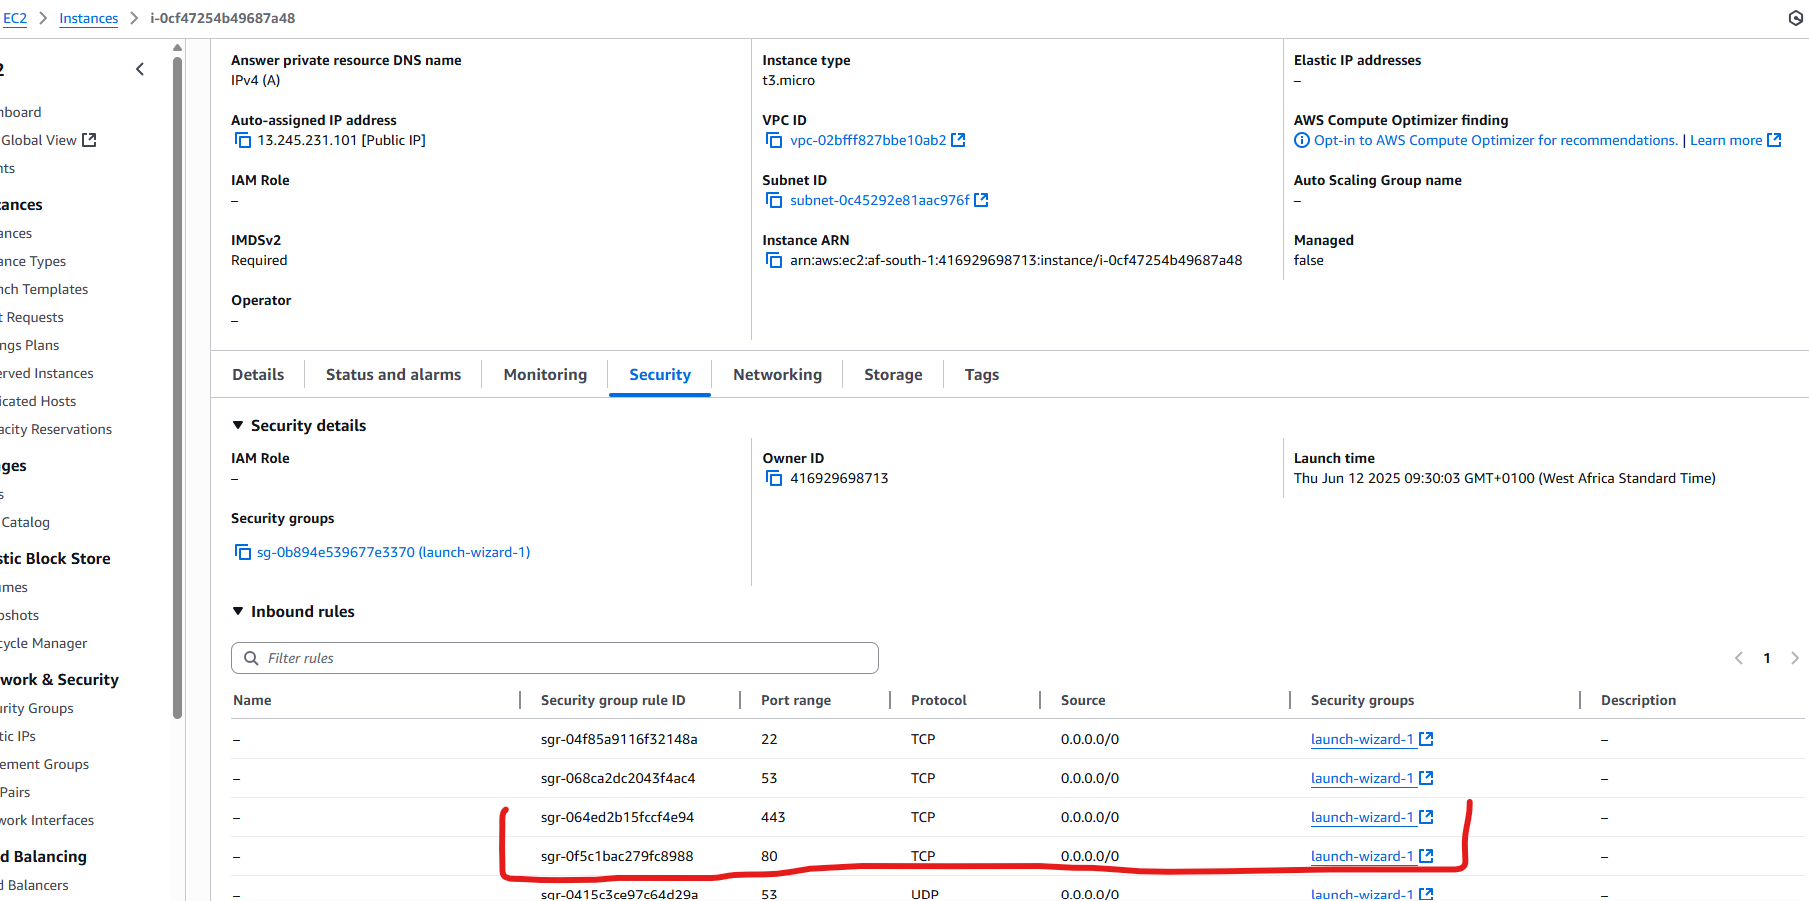 EC2 > Instances > i-0cf47254b49687a48
2
Answer private resource DNS name
IPv4 (A)
Instance type
t3.micro
Elastic IP addresses
–
Auto-assigned IP address
13.245.231.101 [Public IP]
VPC ID
vpc-02bfff827bbe10ab2
AWS Compute Optimizer finding
Opt-in to AWS Compute Optimizer for recommendations. | Learn more
IAM Role
–
Subnet ID
subnet-0c45292e81aac976f
Auto Scaling Group name
–
IMDSv2
Required
Instance ARN
arn:aws:ec2:af-south-1:416929698713:instance/i-0cf47254b49687a48
Managed
false
Operator
–
nboard
Global View
nts
tances
ances
ance Types
nch Templates
t Requests
ngs Plans
erved Instances
icated Hosts
acity Reservations
ges
s
Catalog
stic Block Store
umes
pshots
cycle Manager
work & Security
urity Groups
tic IPs
ement Groups
Pairs
work Interfaces
d Balancing
d Balancers
Details
Status and alarms
Monitoring
Security
Networking
Storage
Tags
Security details
IAM Role
–
Owner ID
416929698713
Launch time
Thu Jun 12 2025 09:30:03 GMT+0100 (West Africa Standard Time)
Security groups
sg-0b894e539677e3370 (launch-wizard-1)
Inbound rules
Filter rules
1
Name Security group rule ID Port range Protocol Source Security groups Description
– sgr-04f85a9116f32148a 22 TCP 0.0.0.0/0 launch-wizard-1 –
– sgr-068ca2dc2043f4ac4 53 TCP 0.0.0.0/0 launch-wizard-1 –
– sgr-064ed2b15fccf4e94 443 TCP 0.0.0.0/0 launch-wizard-1 –
– sgr-0f5c1bac279fc8988 80 TCP 0.0.0.0/0 launch-wizard-1 –
– sgr-0415c3ce97c64d29a 53 UDP 0.0.0.0/0 launch-wizard-1 –